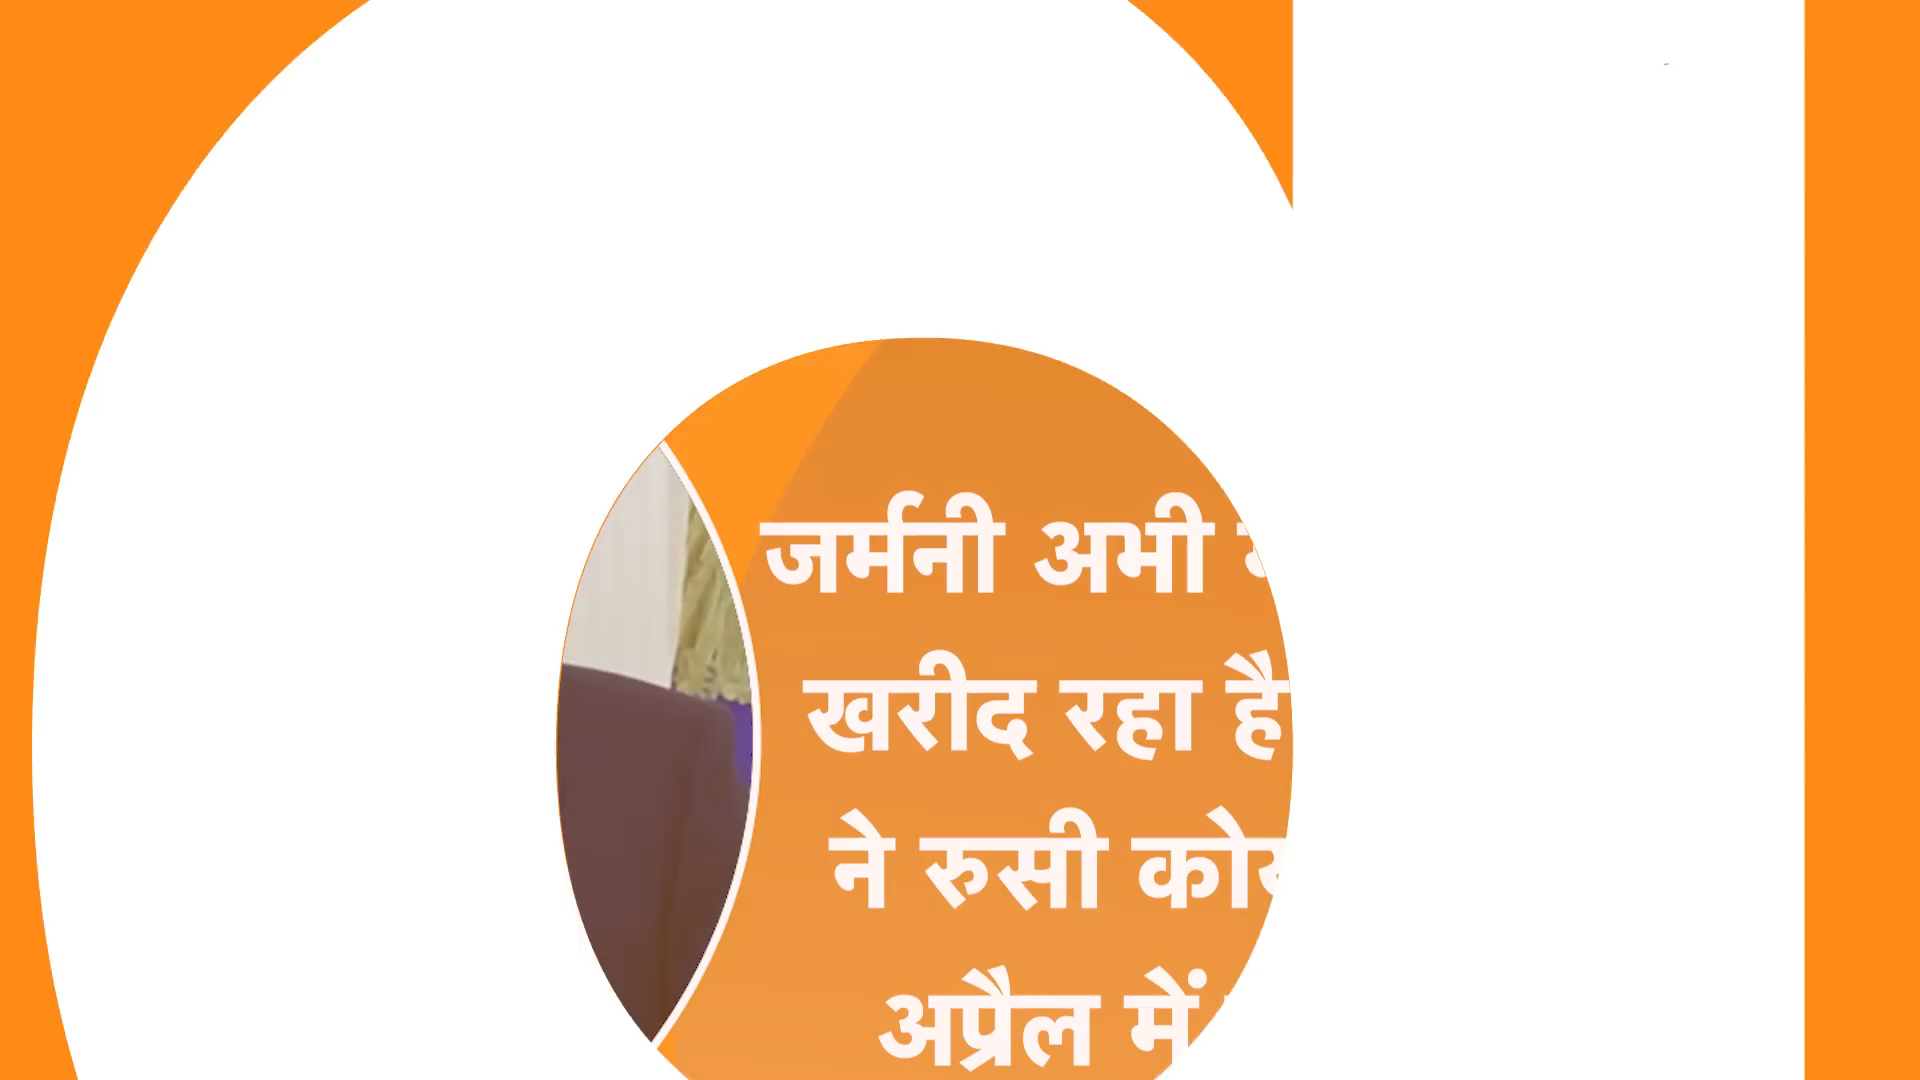 जर्मनी अभी
खरीद रहा है
ने रुसी
अप्रैल में